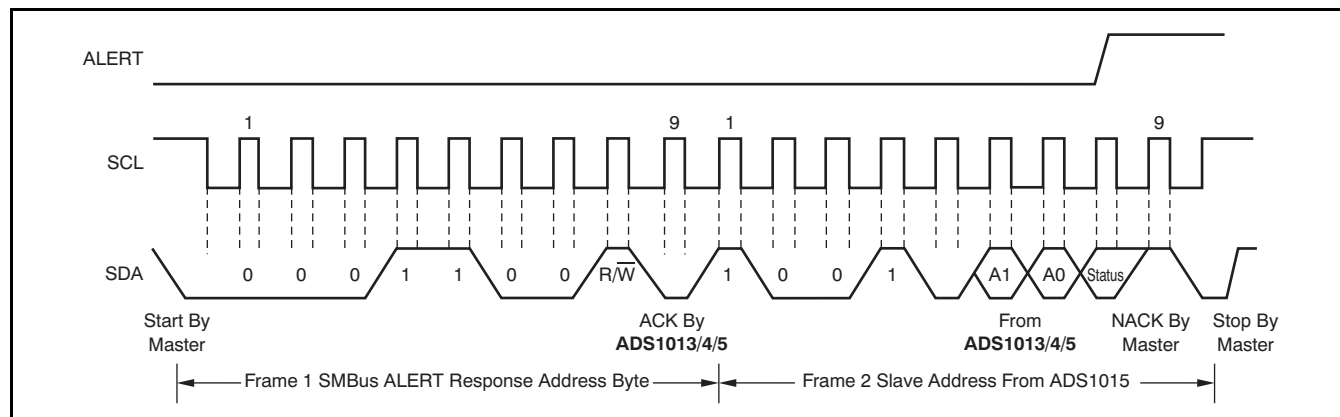 ALERT
1 9 1 9
SCL
SDA 0 0 0 1 1 0 0 R/W̅ 1 0 0 1 A1 A0 Status
Start By
Master
ACK By
ADS1013/4/5
From
ADS1013/4/5
NACK By
Master
Stop By
Master
Frame 1 SMBus ALERT Response Address Byte
Frame 2 Slave Address From ADS1015